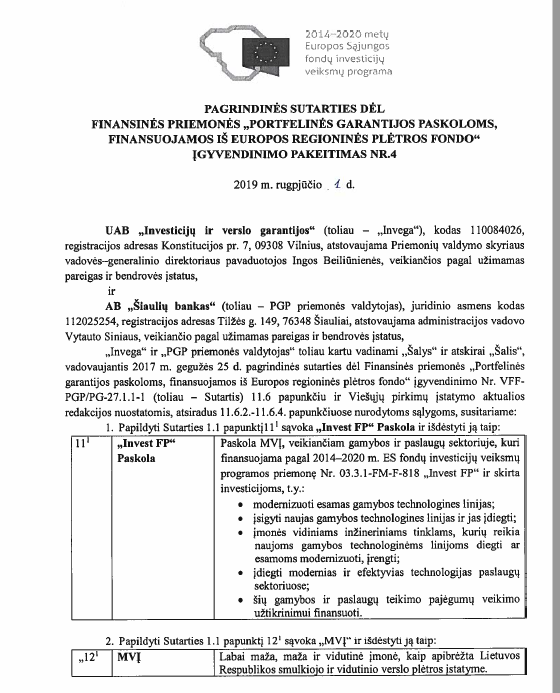 2014–2020 metų
Europos Sąjungos
fondų investicijų
veiksmų programa
PAGRINDINĖS SUTARTIES DĖL
FINANSINĖS PRIEMONĖS „PORTFELINĖS GARANTIJOS PASKOLOMS,
FINANSUOJAMOS IŠ EUROPOS REGIONINĖS PLĖTROS FONDO“
ĮGYVENDINIMO PAKEITIMAS NR.4
2019 m. rugpjūčio 1 d.
UAB „Investicijų ir verslo garantijos“ (toliau – „Invega“), kodas 110084026,
registracijos adresas Konstitucijos pr. 7, 09308 Vilnius, atstovaujama Priemonių valdymo skyriaus
vadovės–generalinio direktoriaus pavaduotojos Ingos Beiliūnienės, veikiančios pagal užimamas
pareigas ir bendrovės įstatus,
ir
AB „Šiaulių bankas“ (toliau – PGP priemonės valdytojas), juridinio asmens kodas
112025254, registracijos adresas Tilžės g. 149, 76348 Šiauliai, atstovaujama administracijos vadovo
Vytauto Siniaus, veikiančio pagal užimamas pareigas ir bendrovės įstatus,
„Invega“ ir „PGP priemonės valdytojas“ toliau kartu vadinami „Šalys“ ir atskirai „Šalis“,
vadovaujantis 2017 m. gegužės 25 d. pagrindinės sutarties dėl Finansinės priemonės „Portfelinės
garantijos paskoloms, finansuojamos iš Europos regioninės plėtros fondo“ įgyvendinimo Nr. VFF-
PGP/PG-27.1.1-1 (toliau – Sutartis) 11.6 papunkčiu ir Viešųjų pirkimų įstatymo aktualios
redakcijos nuostatomis, atsiradus 11.6.2.-11.6.4. papunkčiuose nurodytoms sąlygoms, susitariame:
1. Papildyti Sutarties 1.1 papunktį11¹ sąvoka „Invest FP“ Paskola ir išdėstyti ją taip:
11¹ „Invest FP“ Paskola MVĮ, veikiančiam gamybos ir paslaugų sektoriuje, kuri
Paskola finansuojama pagal 2014–2020 m. ES fondų investicijų veiksmų
programos priemonę Nr. 03.3.1-FM-F-818 „Invest FP“ ir skirta
investicijoms, t.y.:
• modernizuoti esamas gamybos technologines linijas;
• įsigyti naujas gamybos technologines linijas ir jas įdiegti;
• įmonės vidiniams inžineriniams tinklams, kurių reikia
naujoms gamybos technologinėms linijoms diegti ar
esamoms modernizuoti, įrengti;
• įdiegti modernias ir efektyvias technologijas paslaugų
sektoriuose;
• šių gamybos ir paslaugų teikimo pajėgumų veikimo
užtikrinimui finansuoti.
2. Papildyti Sutarties 1.1 papunktį 12¹ sąvoka „MVĮ“ ir išdėstyti ją taip:
„12¹ MVĮ Labai maža, maža ir vidutinė įmonė, kaip apibrėžta Lietuvos
Respublikos smulkiojo ir vidutinio verslo plėtros įstatyme.